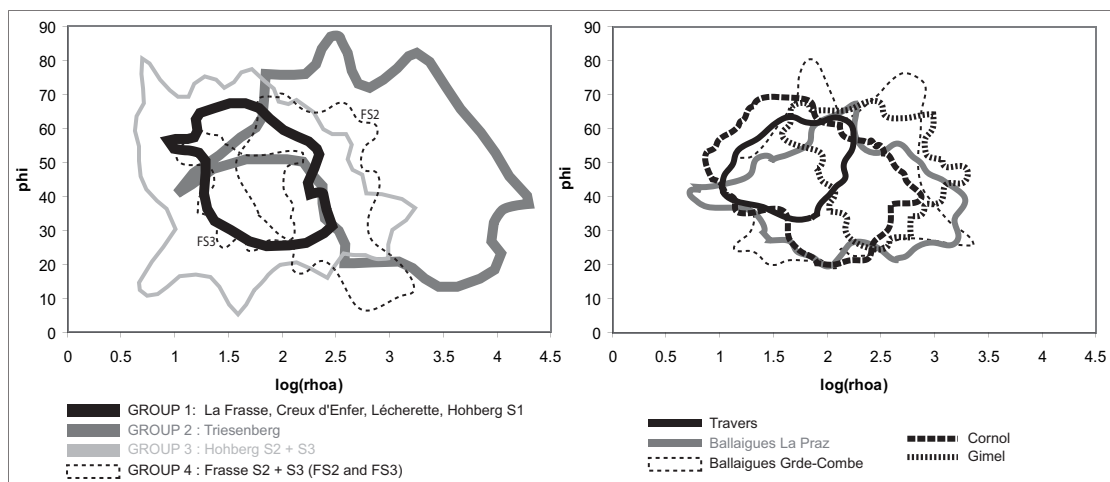 90
80
70
60
50
40
30
20
10
0
phi
0 0.5 1 1.5 2 2.5 3 3.5 4 4.5
log(rhoa)
FS2
FS3
GROUP 1: La Frasse, Creux d'Enfer, Lécherette, Hohberg S1
GROUP 2 : Triesenberg
GROUP 3 : Hohberg S2 + S3
GROUP 4 : Frasse S2 + S3 (FS2 and FS3)
90
80
70
60
50
40
30
20
10
0
phi
0 0.5 1 1.5 2 2.5 3 3.5 4 4.5
log(rhoa)
Travers
Ballaigues La Praz
Ballaigues Grde-Combe
Cornol
Gimel